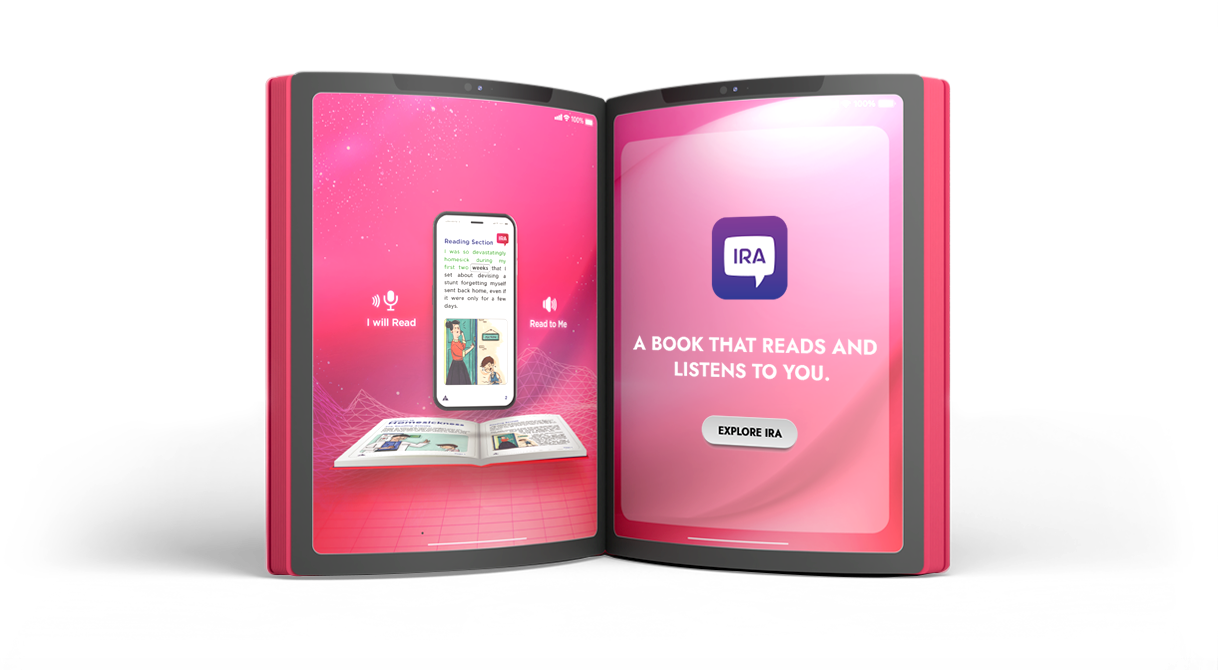 100%
Reading Section
IRA
I was so devastatingly
homesick during my
first two weeks that I
set about devising a
stunt forgetting myself
sent back home, even if
it were only for a few
days.
I will Read
Read to Me
Homesickness
100%
IRA
A BOOK THAT READS AND
LISTENS TO YOU.
EXPLORE IRA